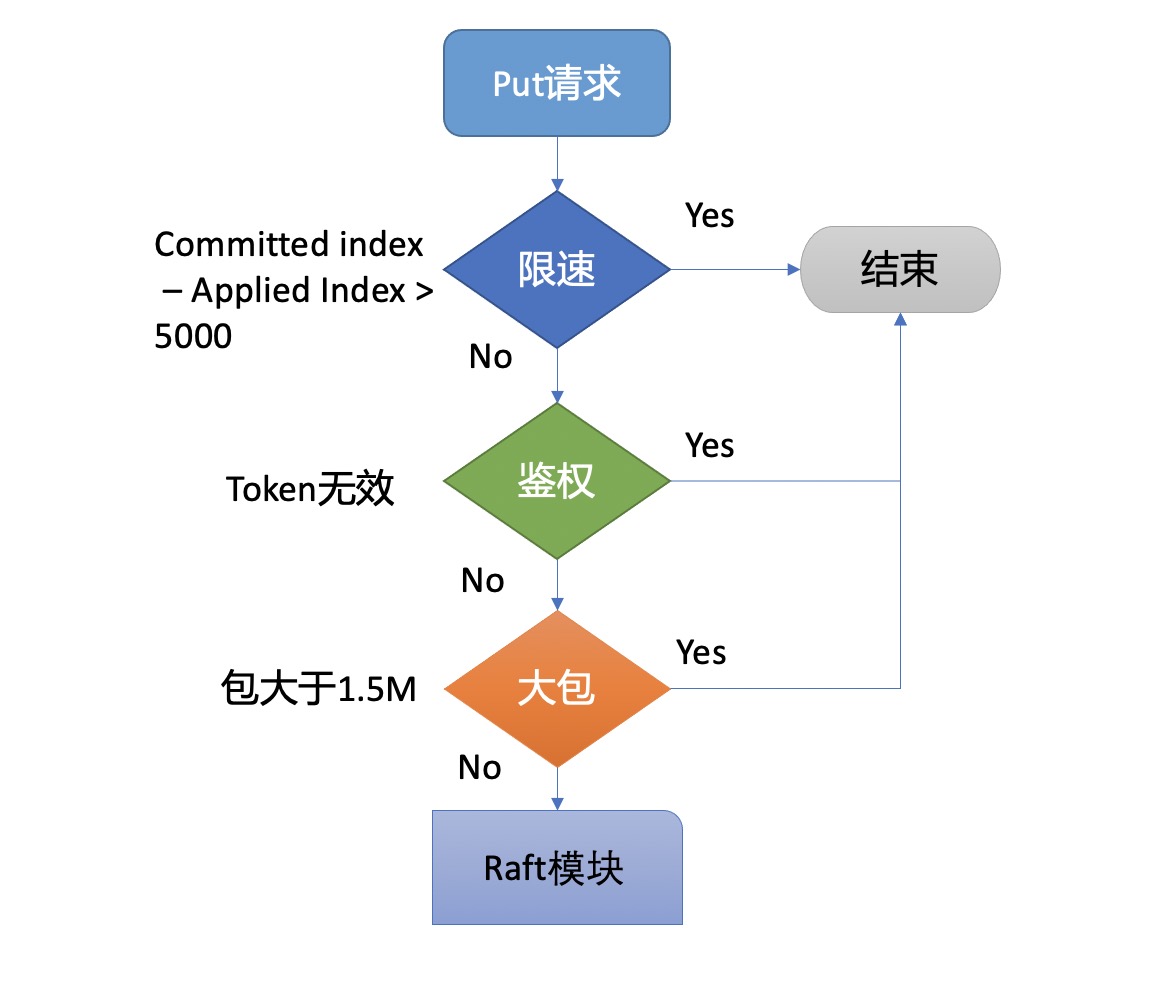 Put请求
Yes
Committed index
– Applied Index >
5000
限速
结束
No
Yes
Token无效
鉴权
No
Yes
包大于1.5M
大包
No
Raft模块